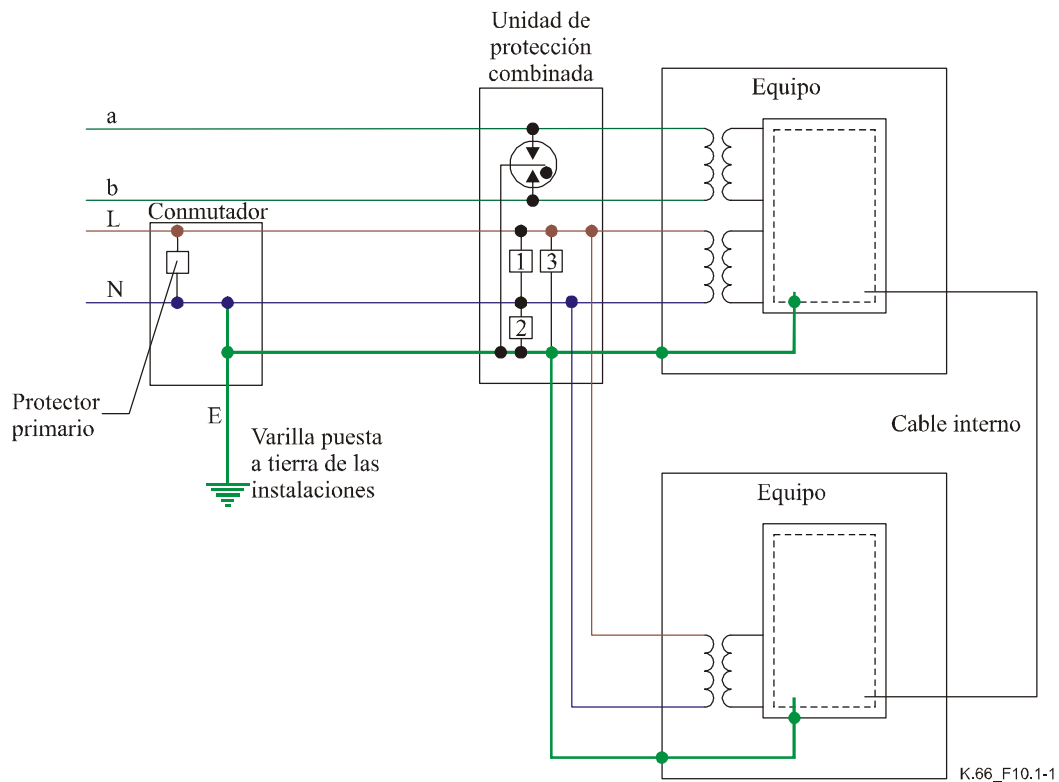 Unidad de
protección
combinada
Equipo
a
b
Conmutador
L
1
3
N
2
Protector
primario
E
Varilla puesta
a tierra de las
instalaciones
Cable interno
Equipo
K.66_F10.1-1